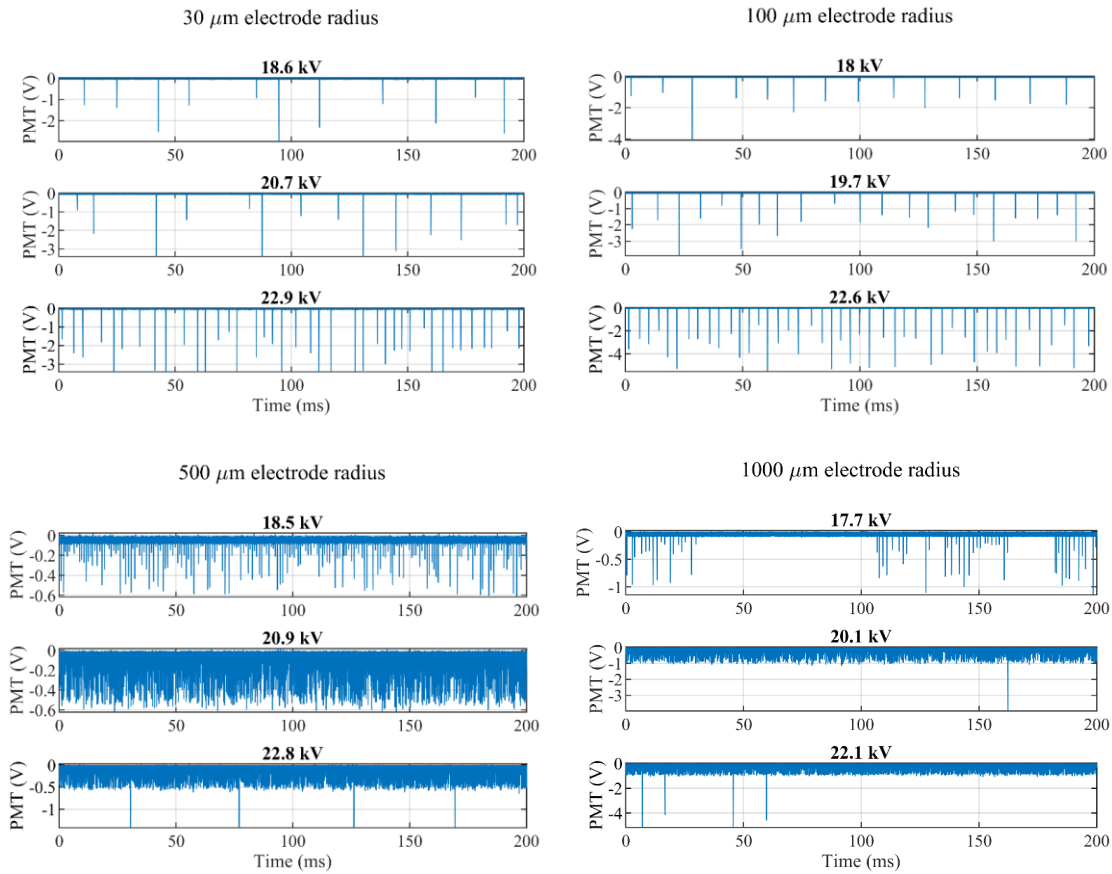 30 μm electrode radius
18.6 kV
PMT (V)
0
-1
-2
0 50 100 150 200
20.7 kV
PMT (V)
0
-1
-2
-3
0 50 100 150 200
22.9 kV
PMT (V)
0
-1
-2
-3
0 50 100 150 200
Time (ms)
100 μm electrode radius
18 kV
PMT (V)
0
-2
-4
0 50 100 150 200
19.7 kV
PMT (V)
0
-1
-2
-3
0 50 100 150 200
22.6 kV
PMT (V)
0
-2
-4
0 50 100 150 200
Time (ms)
500 μm electrode radius
18.5 kV
PMT (V)
0
-0.2
-0.4
-0.6
0 50 100 150 200
20.9 kV
PMT (V)
0
-0.2
-0.4
-0.6
0 50 100 150 200
22.8 kV
PMT (V)
0
-0.5
-1
0 50 100 150 200
Time (ms)
1000 μm electrode radius
17.7 kV
PMT (V)
0
-0.5
-1
0 50 100 150 200
20.1 kV
PMT (V)
0
-1
-2
-3
0 50 100 150 200
22.1 kV
PMT (V)
0
-2
-4
0 50 100 150 200
Time (ms)